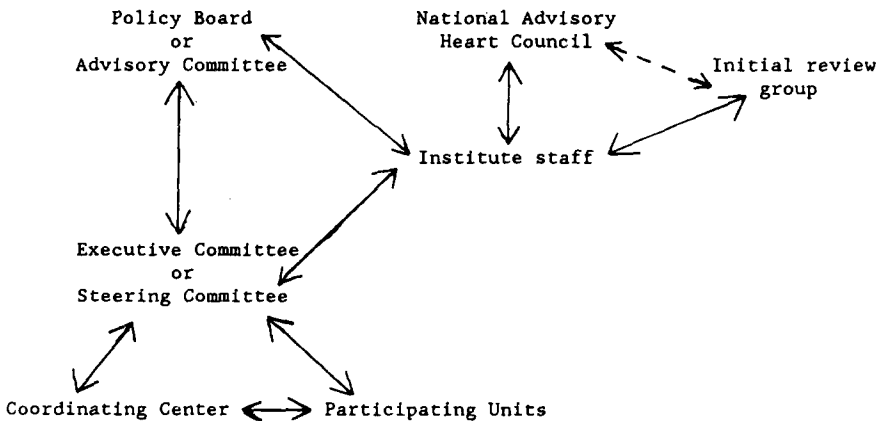 Policy Board
or
Advisory Committee
National Advisory
Heart Council
Initial review
group
Institute staff
Executive Committee
or
Steering Committee
Coordinating Center
Participating Units